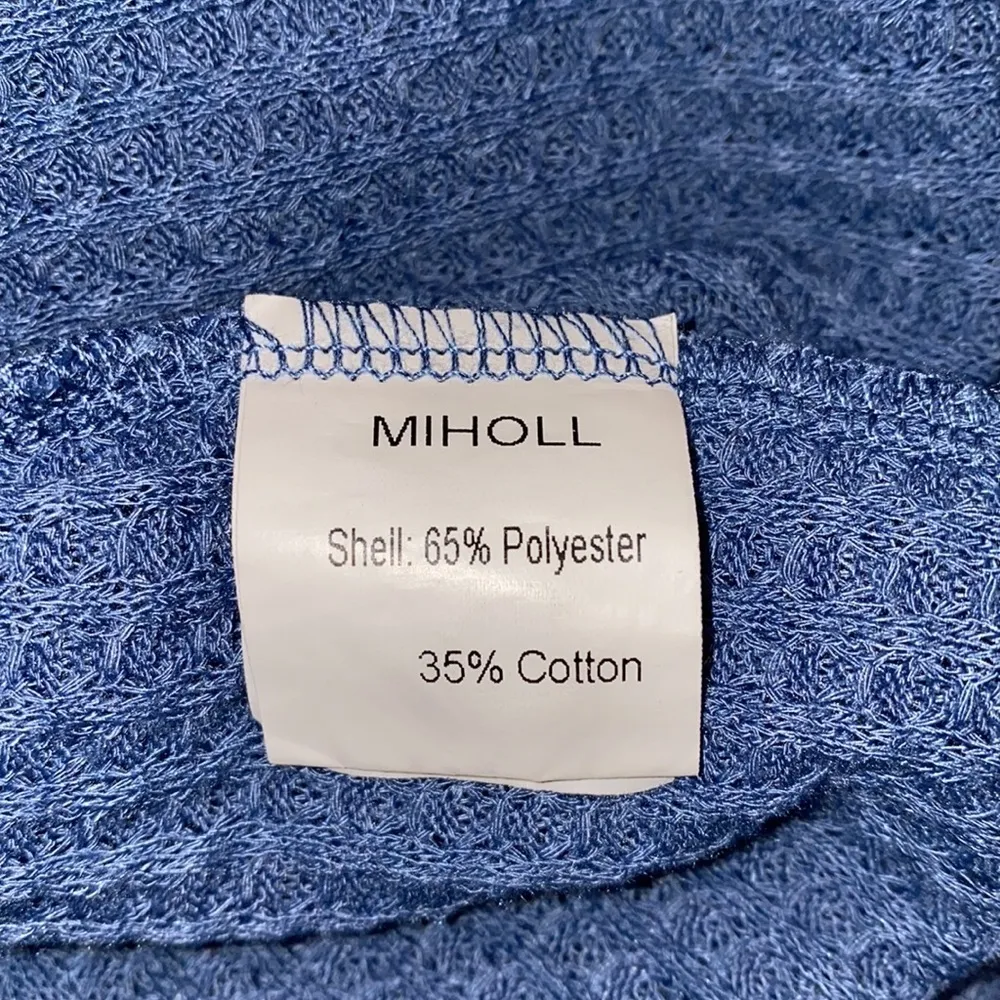 MIHOLL
Shell: 65% Polyester
35% Cotton